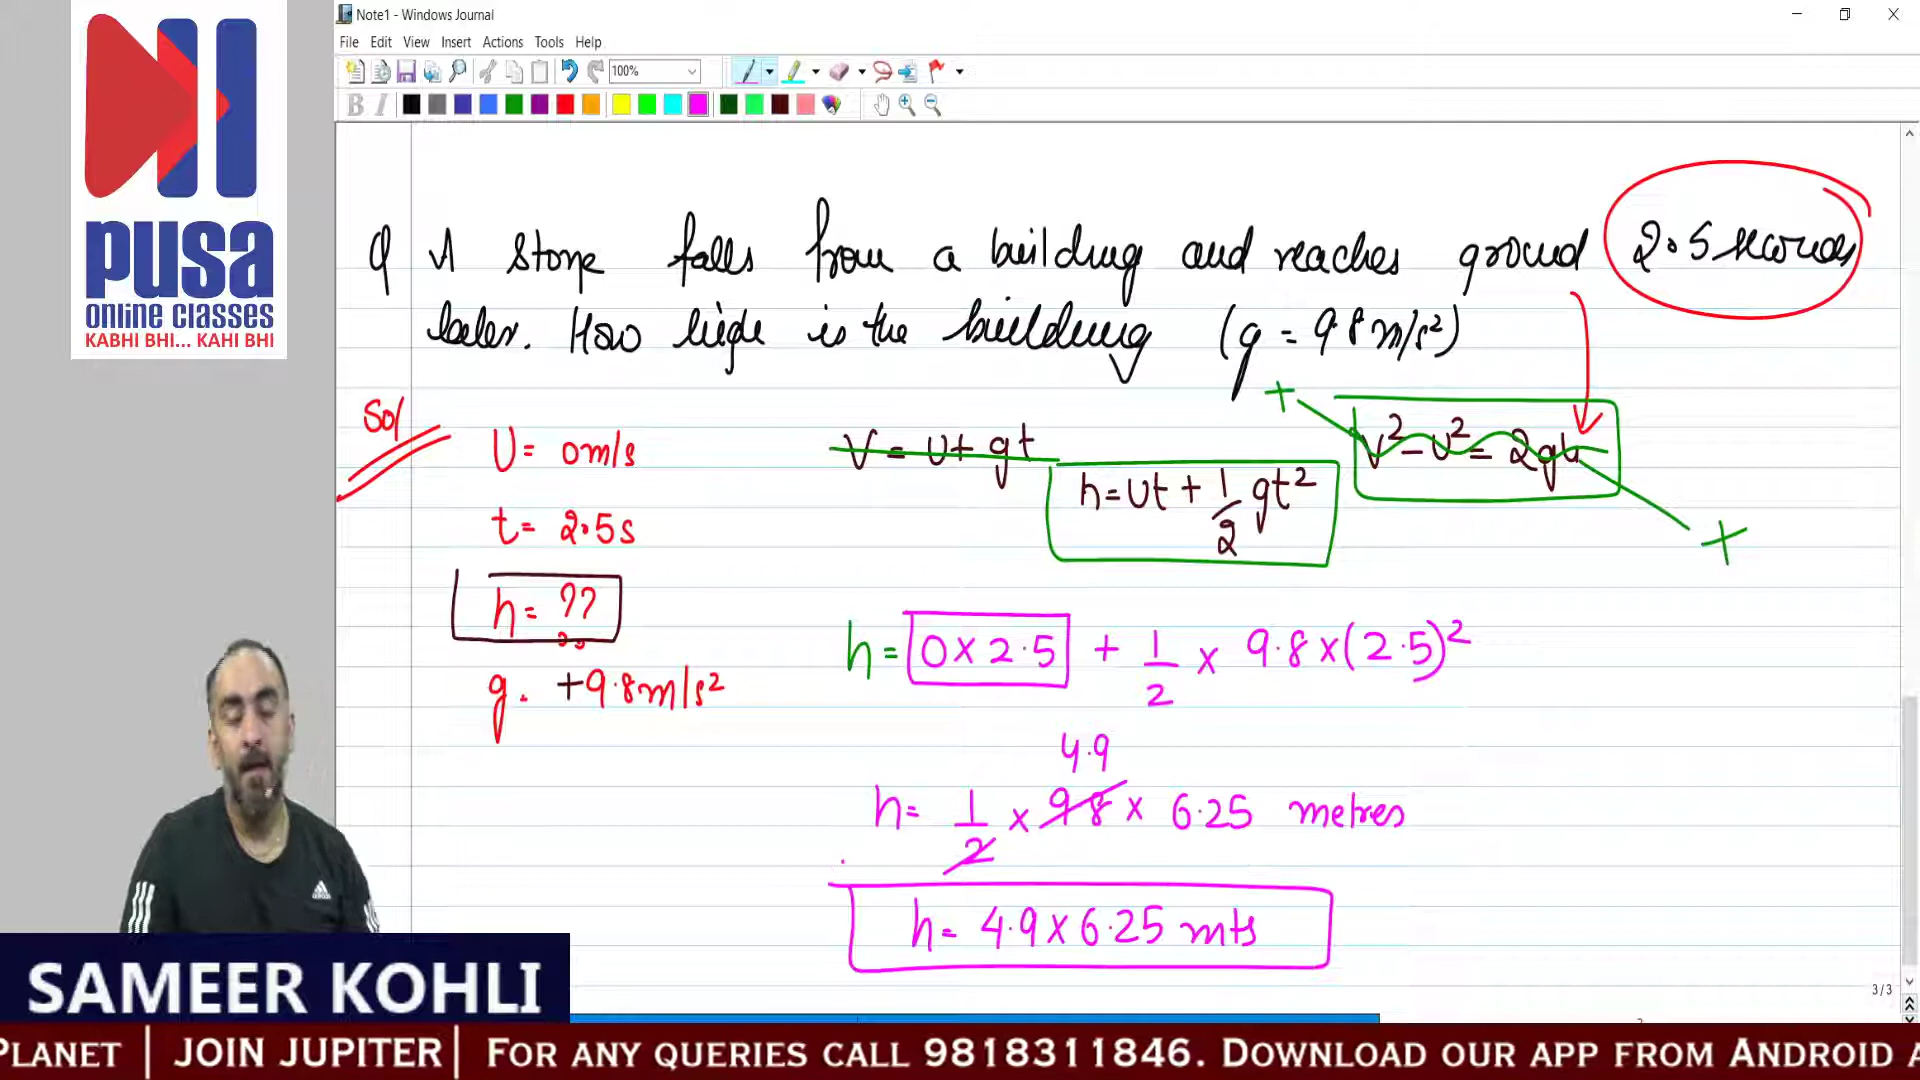 PUSA
ONLINE CLASSES
KABHI BHI... KAHI BHI
Note1 - Windows Journal
File Edit View Insert Actions Tools Help
100%
B I
Q A stone falls from a building and reaches ground 2.5 seconds
later. How high is the building (g = 9.8 m/s²)
Sol
U = 0 m/s
t = 2.5 s
h = ??
g. +9.8 m/s²
V = U + gt
h = Ut + 1/2 gt²
V² - U² = 2gh
+
+
h = 0 × 2.5 + 1/2 × 9.8 × (2.5)²
4.9
h = 1/2 × 9.8 × 6.25 metres
h = 4.9 × 6.25 mts
3/3
SAMEER KOHLI
PLANET | JOIN JUPITER | FOR ANY QUERIES CALL 9818311846. DOWNLOAD OUR APP FROM ANDROID A